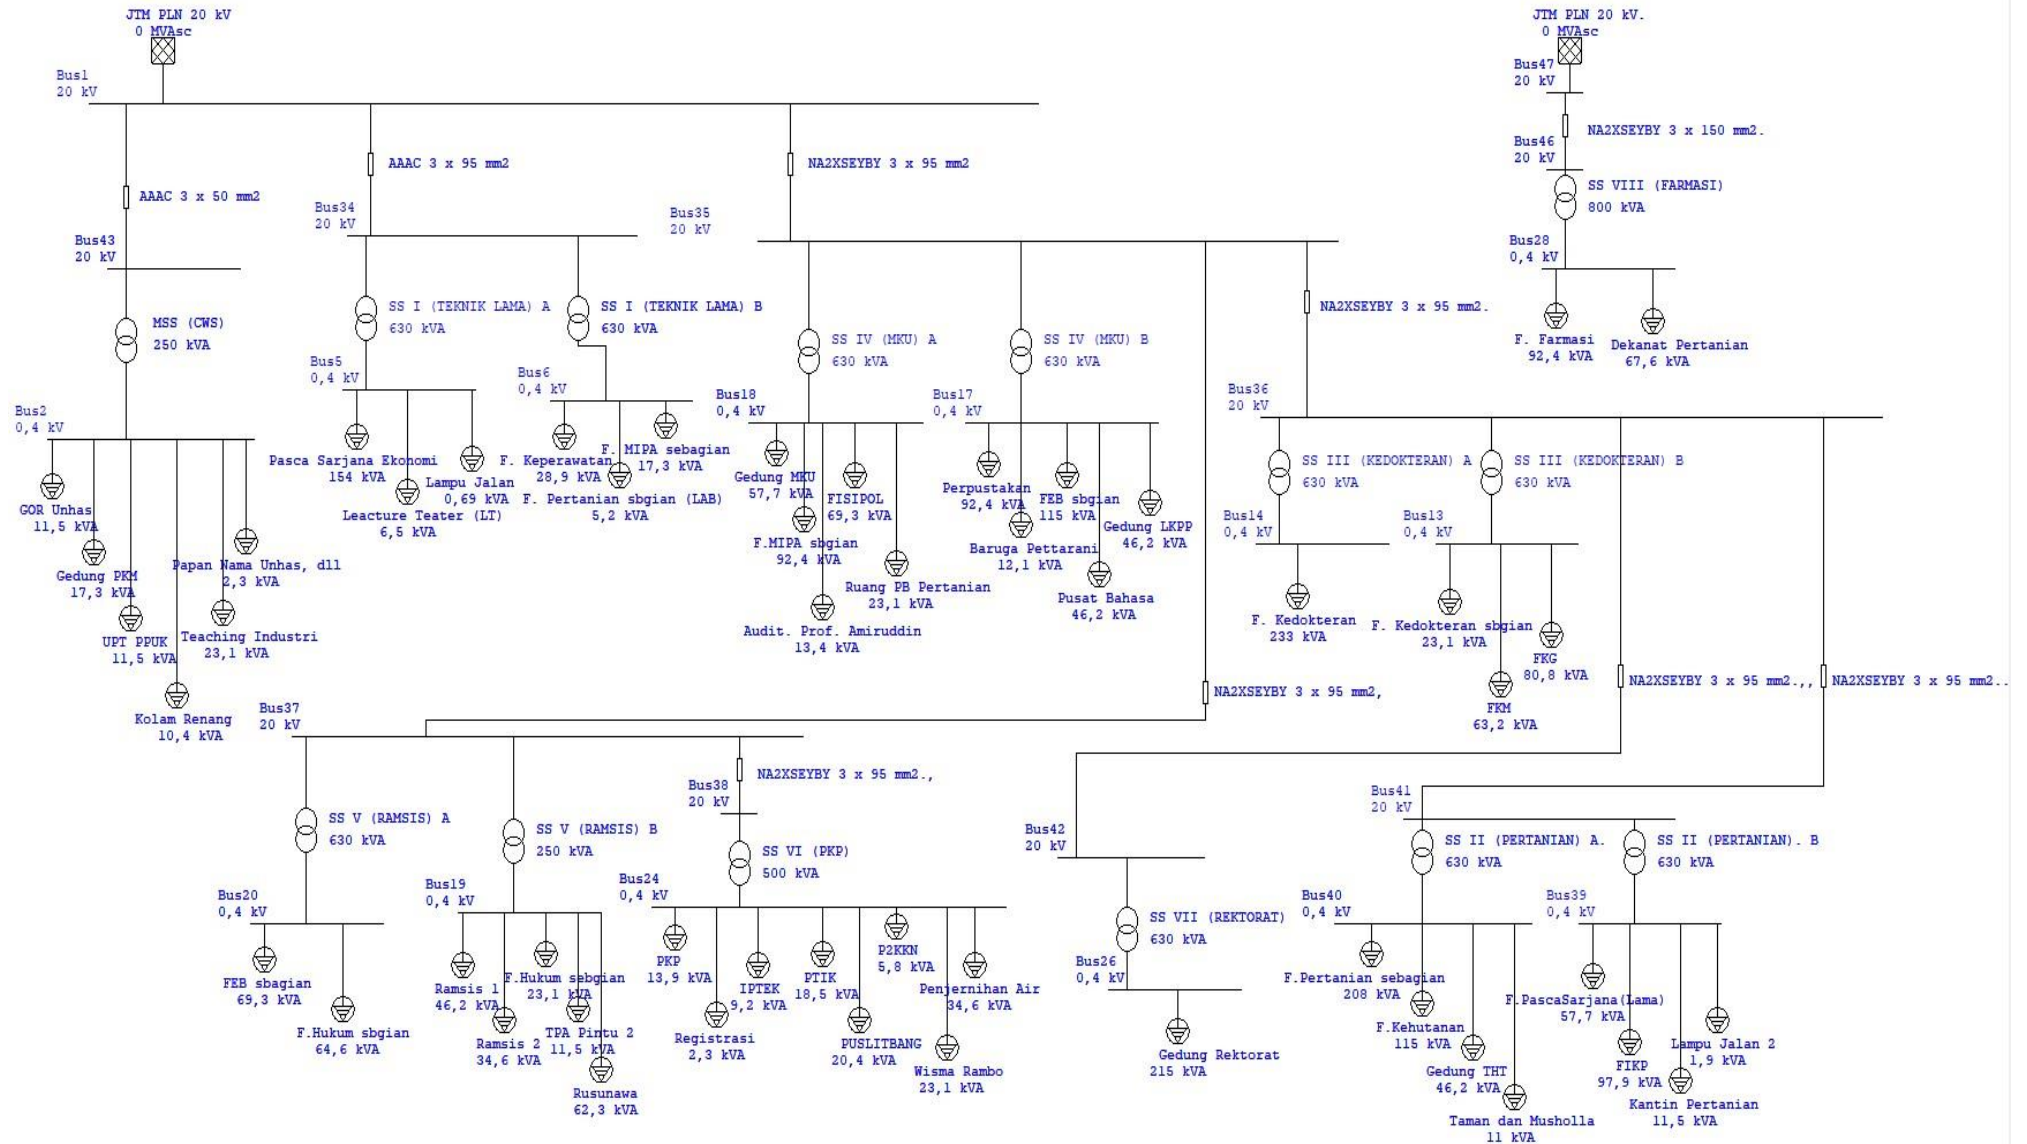 JTM PLN 20 kV
0 MVAsc
Bus1
20 kV
AAAC 3 x 50 mm2
AAAC 3 x 95 mm2
NA2XSEYBY 3 x 95 mm2
Bus43
20 kV
MSS (CWS)
250 kVA
Bus2
0,4 kV
GOR Unhas
11,5 kVA
Gedung PKM
17,3 kVA
UPT PPUK
11,5 kVA
Kolam Renang
10,4 kVA
Teaching Industri
23,1 kVA
Papan Nama Unhas, dll
2,3 kVA
Bus34
20 kV
SS I (TEKNIK LAMA) A
630 kVA
Bus5
0,4 kV
Pasca Sarjana Ekonomi
154 kVA
Leacture Teater (LT)
6,5 kVA
Lampu Jalan
0,69 kVA
SS I (TEKNIK LAMA) B
630 kVA
Bus6
0,4 kV
F. Keperawatan
28,9 kVA
F. Pertanian sbgian (LAB)
5,2 kVA
F. MIPA sebagian
17,3 kVA
Bus35
20 kV
SS IV (MKU) A
630 kVA
Bus18
0,4 kV
Gedung MKU
57,7 kVA
F.MIPA sbgian
92,4 kVA
Audit. Prof. Amiruddin
13,4 kVA
FISIPOL
69,3 kVA
Ruang PB Pertanian
23,1 kVA
SS IV (MKU) B
630 kVA
Bus17
0,4 kV
Perpustakan
92,4 kVA
Baruga Pettarani
12,1 kVA
FEB sbgian
115 kVA
Pusat Bahasa
46,2 kVA
Gedung LKPP
46,2 kVA
NA2XSEYBY 3 x 95 mm2.
Bus36
20 kV
SS III (KEDOKTERAN) A
630 kVA
Bus14
0,4 kV
F. Kedokteran
233 kVA
SS III (KEDOKTERAN) B
630 kVA
Bus13
0,4 kV
F. Kedokteran sbgian
23,1 kVA
FKM
63,2 kVA
FKG
80,8 kVA
JTM PLN 20 kV.
0 MVAsc
Bus47
20 kV
NA2XSEYBY 3 x 150 mm2.
Bus46
20 kV
SS VIII (FARMASI)
800 kVA
Bus28
0,4 kV
F. Farmasi
92,4 kVA
Dekanat Pertanian
67,6 kVA
NA2XSEYBY 3 x 95 mm2,
NA2XSEYBY 3 x 95 mm2.,,
NA2XSEYBY 3 x 95 mm2..
Bus37
20 kV
SS V (RAMSIS) A
630 kVA
Bus20
0,4 kV
FEB sbagian
69,3 kVA
F.Hukum sbgian
64,6 kVA
SS V (RAMSIS) B
250 kVA
Bus19
0,4 kV
Ramsis 1
46,2 kVA
Ramsis 2
34,6 kVA
F.Hukum sebgian
23,1 kVA
TPA Pintu 2
11,5 kVA
Rusunawa
62,3 kVA
NA2XSEYBY 3 x 95 mm2.,
Bus38
20 kV
SS VI (PKP)
500 kVA
Bus24
0,4 kV
PKP
13,9 kVA
Registrasi
2,3 kVA
IPTEK
9,2 kVA
PTIK
18,5 kVA
PUSLITBANG
20,4 kVA
P2KKN
5,8 kVA
Wisma Rambo
23,1 kVA
Penjernihan Air
34,6 kVA
Bus42
20 kV
SS VII (REKTORAT)
630 kVA
Bus26
0,4 kV
Gedung Rektorat
215 kVA
Bus41
20 kV
SS II (PERTANIAN) A.
630 kVA
Bus40
0,4 kV
F.Pertanian sebagian
208 kVA
F.Kehutanan
115 kVA
Gedung THT
46,2 kVA
Taman dan Musholla
11 kVA
SS II (PERTANIAN). B
630 kVA
Bus39
0,4 kV
F.PascaSarjana(Lama)
57,7 kVA
FIKP
97,9 kVA
Kantin Pertanian
11,5 kVA
Lampu Jalan 2
1,9 kVA